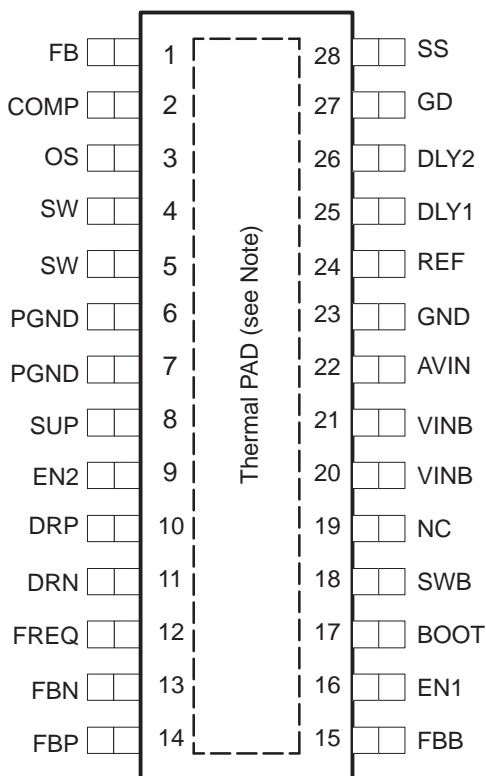 FB 1 28 SS
COMP 2 27 GD
OS 3 26 DLY2
SW 4 25 DLY1
SW 5 24 REF
PGND 6 23 GND
PGND 7 22 AVIN
SUP 8 21 VINB
EN2 9 20 VINB
DRP 10 19 NC
DRN 11 18 SWB
FREQ 12 17 BOOT
FBN 13 16 EN1
FBP 14 15 FBB
Thermal PAD (see Note)